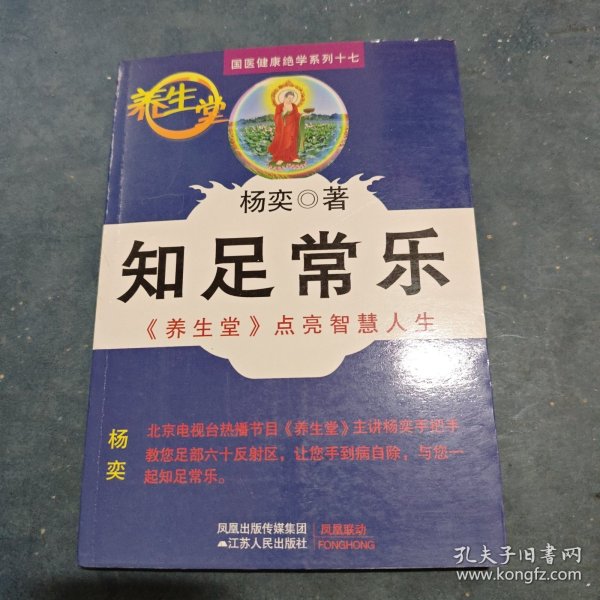 国医健康绝学系列十七
养生堂
杨奕◎著
知足常乐
《养生堂》点亮智慧人生
杨奕
北京电视台热播节目《养生堂》主讲杨奕手把手
教您足部六十反射区，让您手到病自除，与您一
起知足常乐。
凤凰出版传媒集团
江苏人民出版社
凤凰联动
FONGHONG
孔夫子旧书网
www.kongfz.com